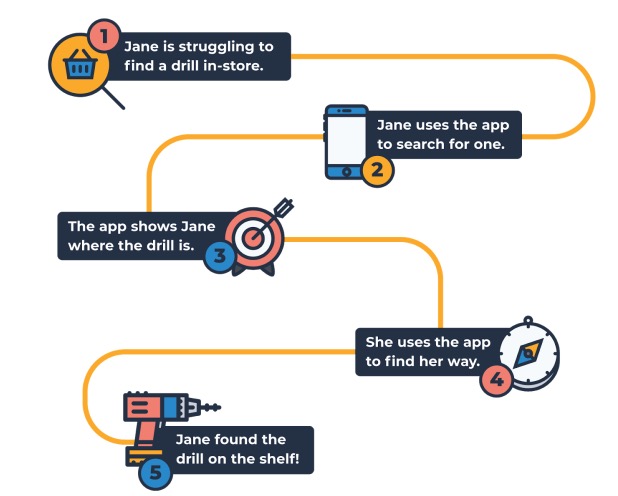 1
Jane is struggling to
find a drill in-store.
Jane uses the app
to search for one.
2
The app shows Jane
where the drill is.
3
She uses the app
to find her way.
4
Jane found the
drill on the shelf!
5